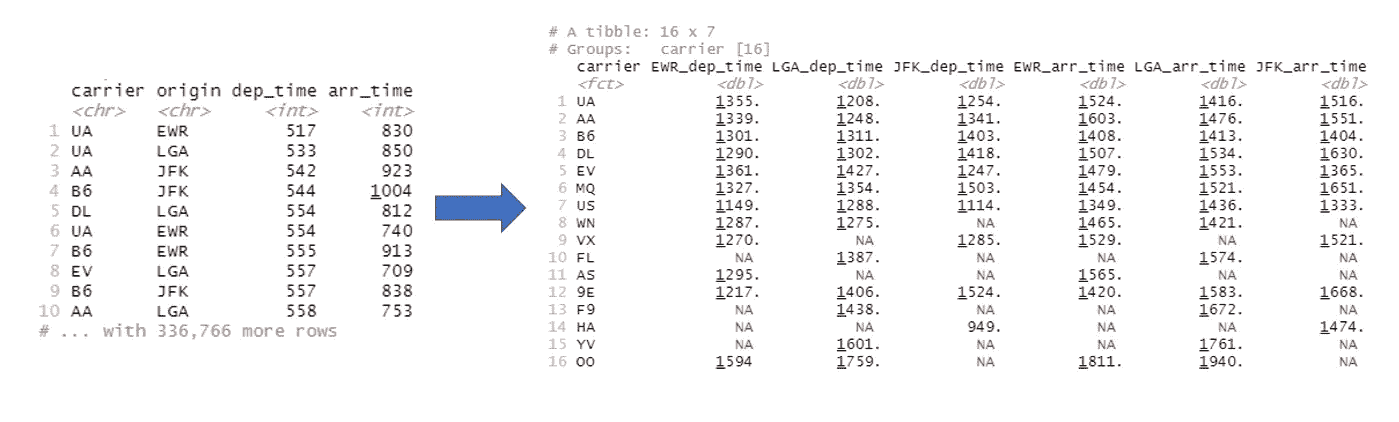 carrier origin dep_time arr_time
<chr> <chr> <int> <int>
1 UA EWR 517 830
2 UA LGA 533 850
3 AA JFK 542 923
4 B6 JFK 544 1004
5 DL LGA 554 812
6 UA EWR 554 740
7 B6 EWR 555 913
8 EV LGA 557 709
9 B6 JFK 557 838
10 AA LGA 558 753
# ... with 336,766 more rows
# A tibble: 16 x 7
# Groups: carrier [16]
carrier EWR_dep_time LGA_dep_time JFK_dep_time EWR_arr_time LGA_arr_time JFK_arr_time
<fct> <dbl> <dbl> <dbl> <dbl> <dbl> <dbl>
1 UA 1355. 1208. 1254. 1524. 1416. 1516.
2 AA 1339. 1248. 1341. 1603. 1476. 1551.
3 B6 1301. 1311. 1403. 1408. 1413. 1404.
4 DL 1290. 1302. 1418. 1507. 1534. 1630.
5 EV 1361. 1427. 1247. 1479. 1553. 1365.
6 MQ 1327. 1354. 1503. 1454. 1521. 1651.
7 US 1149. 1288. 1114. 1349. 1436. 1333.
8 WN 1287. 1275. NA 1465. 1421. NA
9 VX 1270. NA 1285. 1529. NA 1521.
10 FL NA 1387. NA NA 1574. NA
11 AS 1295. NA NA 1565. NA NA
12 9E 1217. 1406. 1524. 1420. 1583. 1668.
13 F9 NA 1438. NA NA 1672. NA
14 HA NA NA 949. NA NA 1474.
15 YV NA 1601. NA NA 1761. NA
16 OO 1594 1759. NA 1811. 1940. NA